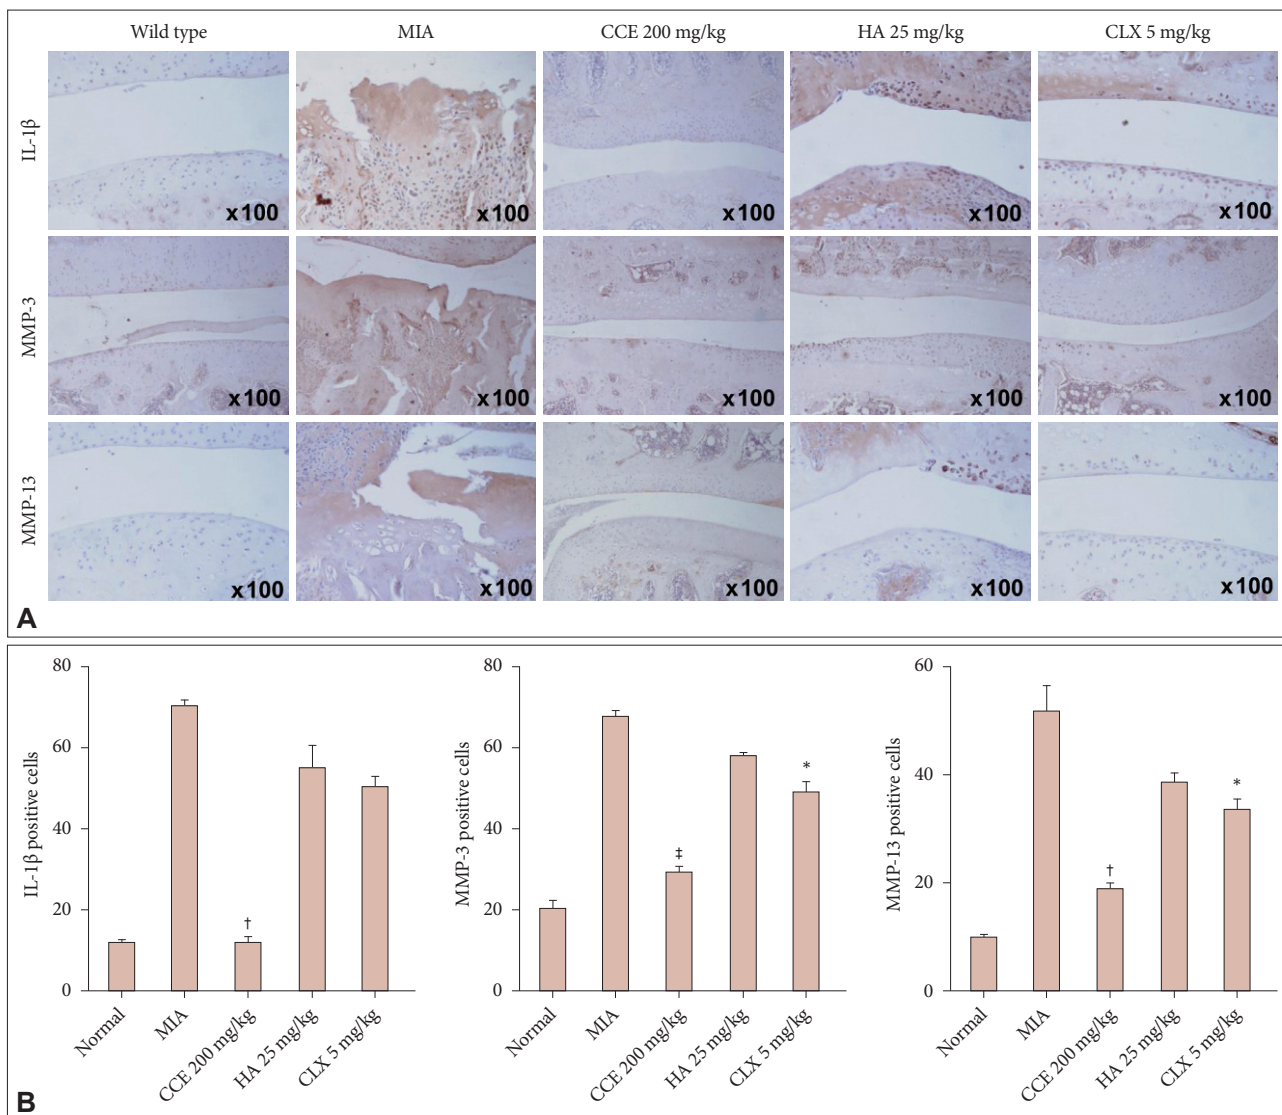 Wild type MIA CCE 200 mg/kg HA 25 mg/kg CLX 5 mg/kg
IL-1β
x100 x100 x100 x100 x100
MMP-3
x100 x100 x100 x100 x100
MMP-13
x100 x100 x100 x100 x100
A
IL-1β positive cells
80
60
40
20
0
†
Normal
MIA
CCE 200 mg/kg
HA 25 mg/kg
CLX 5 mg/kg
MMP-3 positive cells
80
60
40
20
0
‡
*
Normal
MIA
CCE 200 mg/kg
HA 25 mg/kg
CLX 5 mg/kg
MMP-13 positive cells
60
40
20
0
†
*
Normal
MIA
CCE 200 mg/kg
HA 25 mg/kg
CLX 5 mg/kg
B